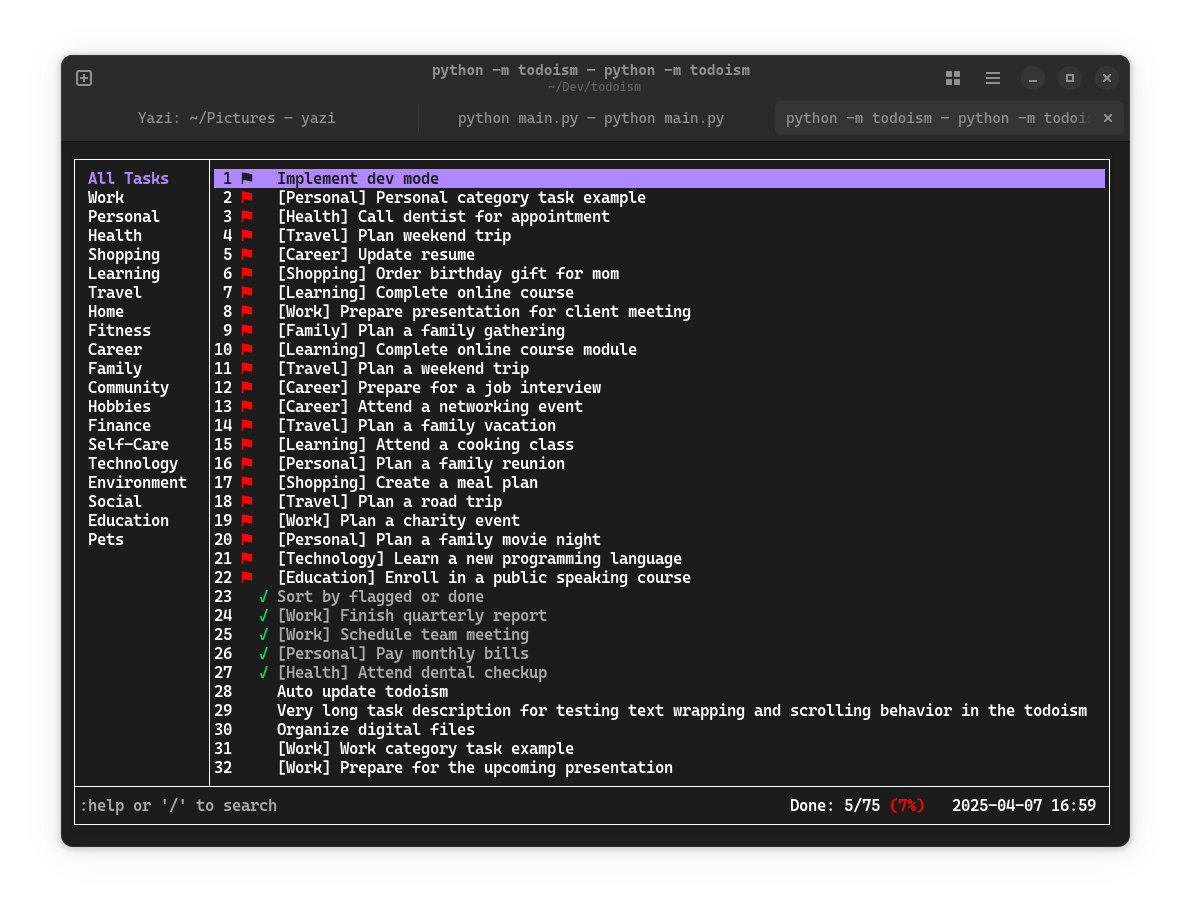 python -m todoism — python -m todoism
~/Dev/todoism
Yazi: ~/Pictures — yazi
python main.py — python main.py
python -m todoism — python -m todois
All Tasks
Work
Personal
Health
Shopping
Learning
Travel
Home
Fitness
Career
Family
Community
Hobbies
Finance
Self-Care
Technology
Environment
Social
Education
Pets
1 Implement dev mode
2 [Personal] Personal category task example
3 [Health] Call dentist for appointment
4 [Travel] Plan weekend trip
5 [Career] Update resume
6 [Shopping] Order birthday gift for mom
7 [Learning] Complete online course
8 [Work] Prepare presentation for client meeting
9 [Family] Plan a family gathering
10 [Learning] Complete online course module
11 [Travel] Plan a weekend trip
12 [Career] Prepare for a job interview
13 [Career] Attend a networking event
14 [Travel] Plan a family vacation
15 [Learning] Attend a cooking class
16 [Personal] Plan a family reunion
17 [Shopping] Create a meal plan
18 [Travel] Plan a road trip
19 [Work] Plan a charity event
20 [Personal] Plan a family movie night
21 [Technology] Learn a new programming language
22 [Education] Enroll in a public speaking course
23 ✓ Sort by flagged or done
24 ✓ [Work] Finish quarterly report
25 ✓ [Work] Schedule team meeting
26 ✓ [Personal] Pay monthly bills
27 ✓ [Health] Attend dental checkup
28 Auto update todoism
29 Very long task description for testing text wrapping and scrolling behavior in the todoism
30 Organize digital files
31 [Work] Work category task example
32 [Work] Prepare for the upcoming presentation
:help or '/' to search
Done: 5/75 (7%) 2025-04-07 16:59